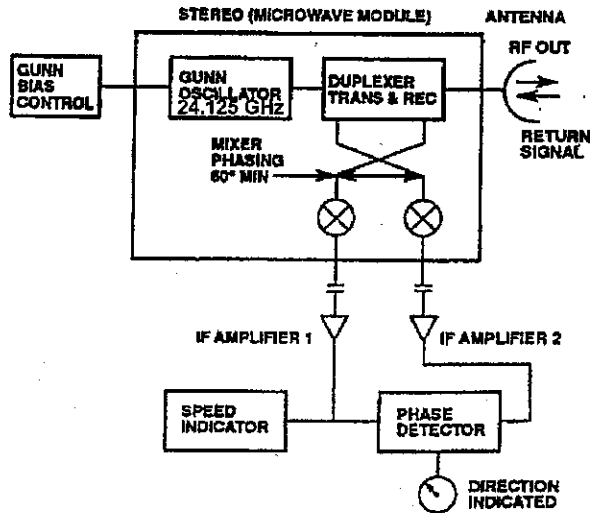 STEREO (MICROWAVE MODULE)
ANTENNA
RF OUT
GUNN
BIAS
CONTROL
GUNN
OSCILLATOR
24.125 GHz
DUPLEXER
TRANS & REC
RETURN
SIGNAL
MIXER
PHASING
60° MIN
IF AMPLIFIER 1
IF AMPLIFIER 2
SPEED
INDICATOR
PHASE
DETECTOR
DIRECTION
INDICATED